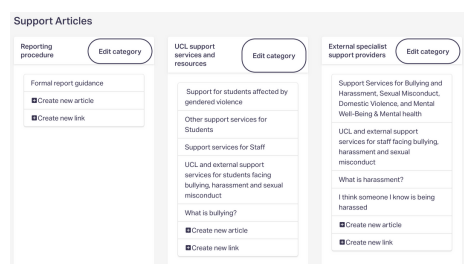 Support Articles
Reporting
procedure
Edit category
Formal report guidance
Create new article
Create new link
UCL support
services and
resources
Edit category
Support for students affected by
gendered violence
Other support services for
Students
Support services for Staff
UCL and external support
services for students facing
bullying, harassment and sexual
misconduct
What is bullying?
Create new article
Create new link
External specialist
support providers
Edit category
Support Services for Bullying and
Harassment, Sexual Misconduct,
Domestic Violence, and Mental
Well-Being & Mental health
UCL and external support
services for staff facing bullying,
harassment and sexual
misconduct
What is harassment?
I think someone I know is being
harassed
Create new article
Create new link